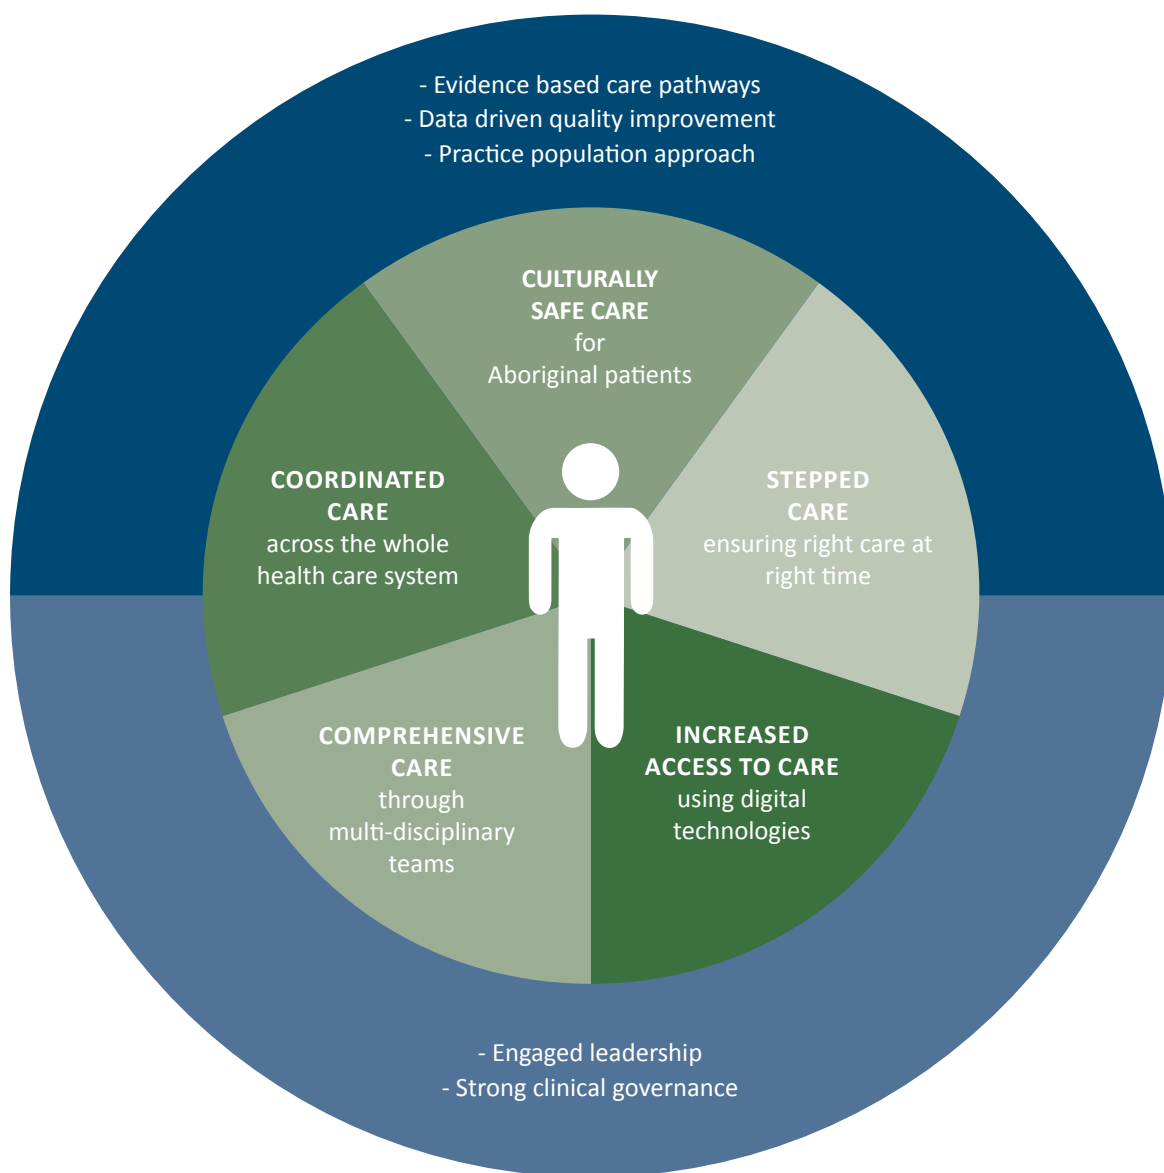 - Evidence based care pathways
- Data driven quality improvement
- Practice population approach
CULTURALLY
SAFE CARE
for
Aboriginal patients
COORDINATED
CARE
across the whole
health care system
STEPPED
CARE
ensuring right care at
right time
COMPREHENSIVE
CARE
through
multi-disciplinary
teams
INCREASED
ACCESS TO CARE
using digital
technologies
- Engaged leadership
- Strong clinical governance